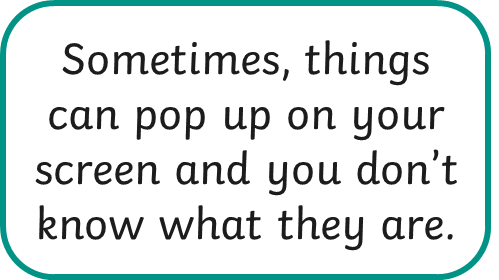 Sometimes, things
can pop up on your
screen and you don’t
know what they are.